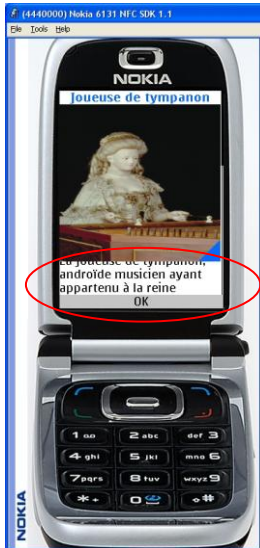 (4440000) Nokia 6131 NFC SDK 1.1
File Tools Help
NOKIA
Joueuse de tympanon
La joueuse de tympanon,
androïde musicien ayant
appartenu à la reine
OK
1
2 abc
def 3
4 ghi
5 jkl
mno 6
7 pqrs
8 tuv
wxyz 9
* +
0
#
NOKIA